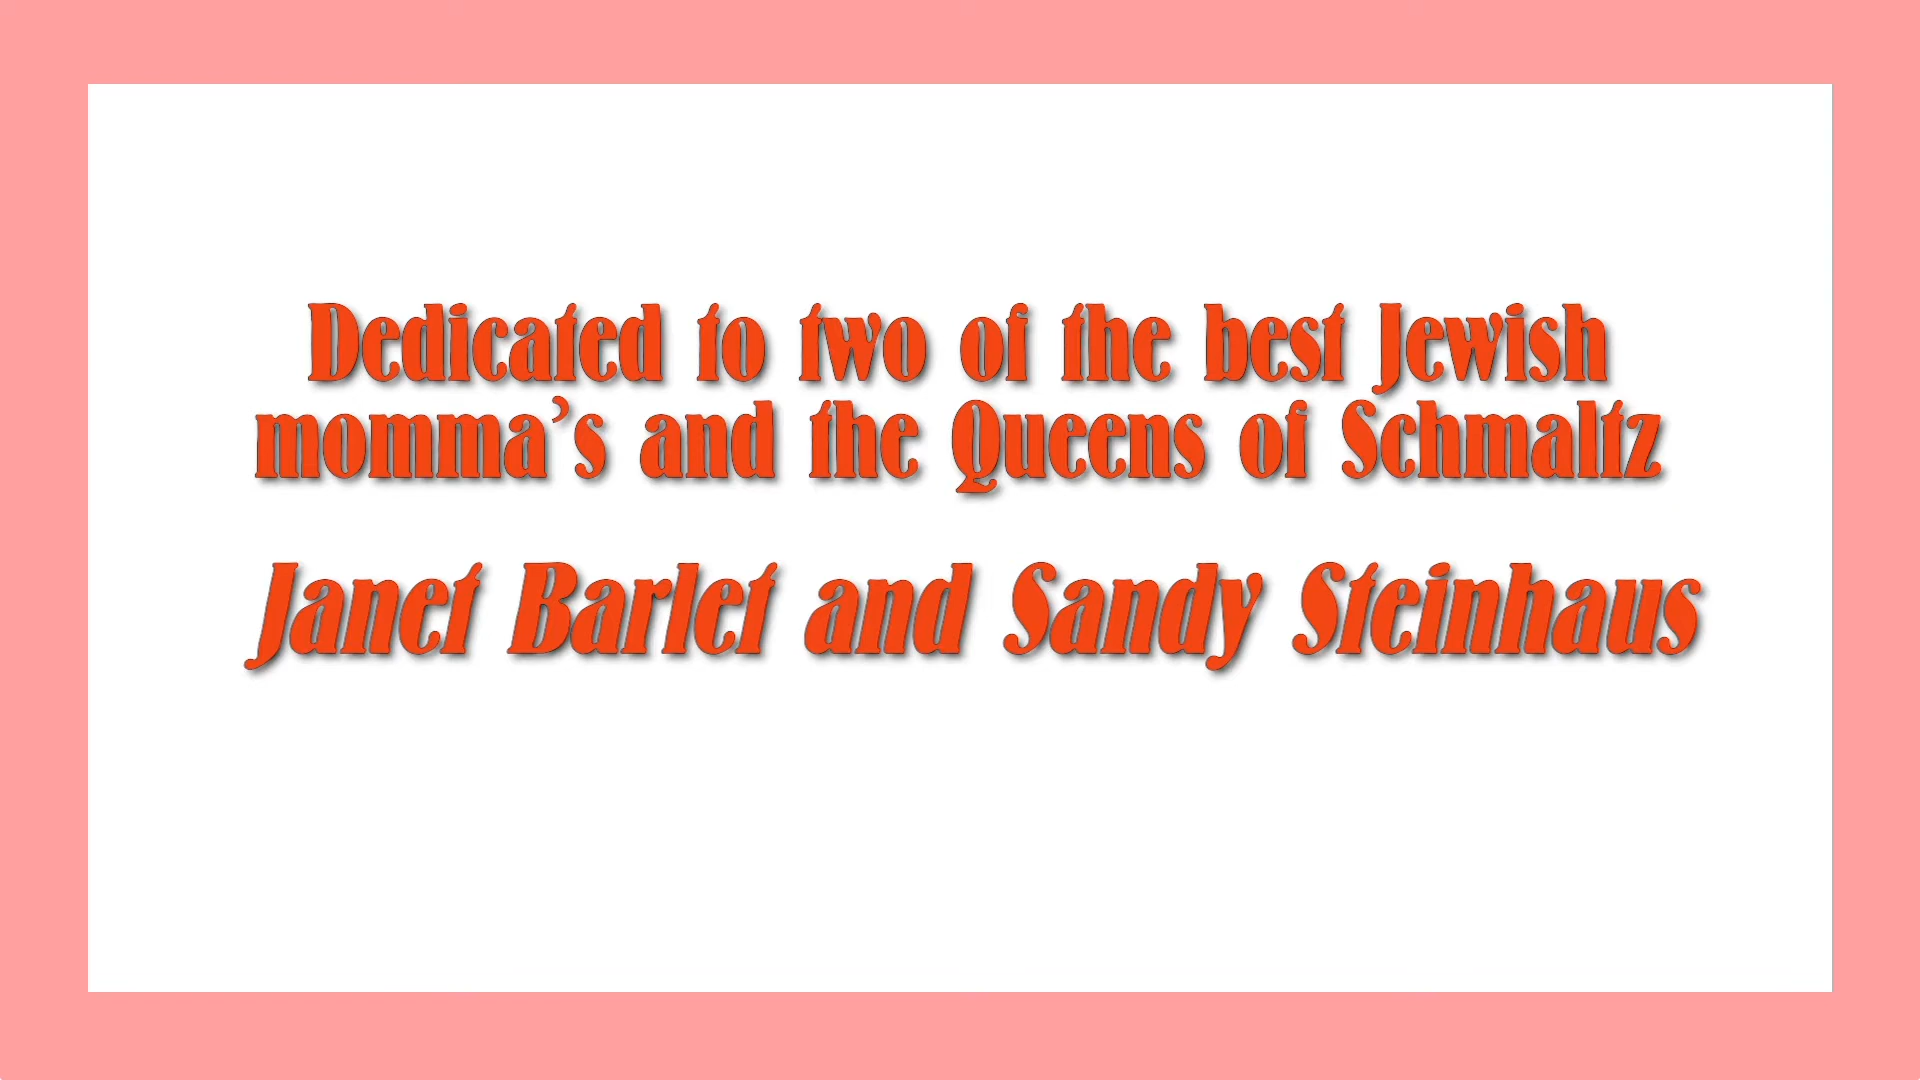 Dedicated to two of the best Jewish
momma’s and the Queens of Schmaltz
Janet Barlet and Sandy Steinhaus